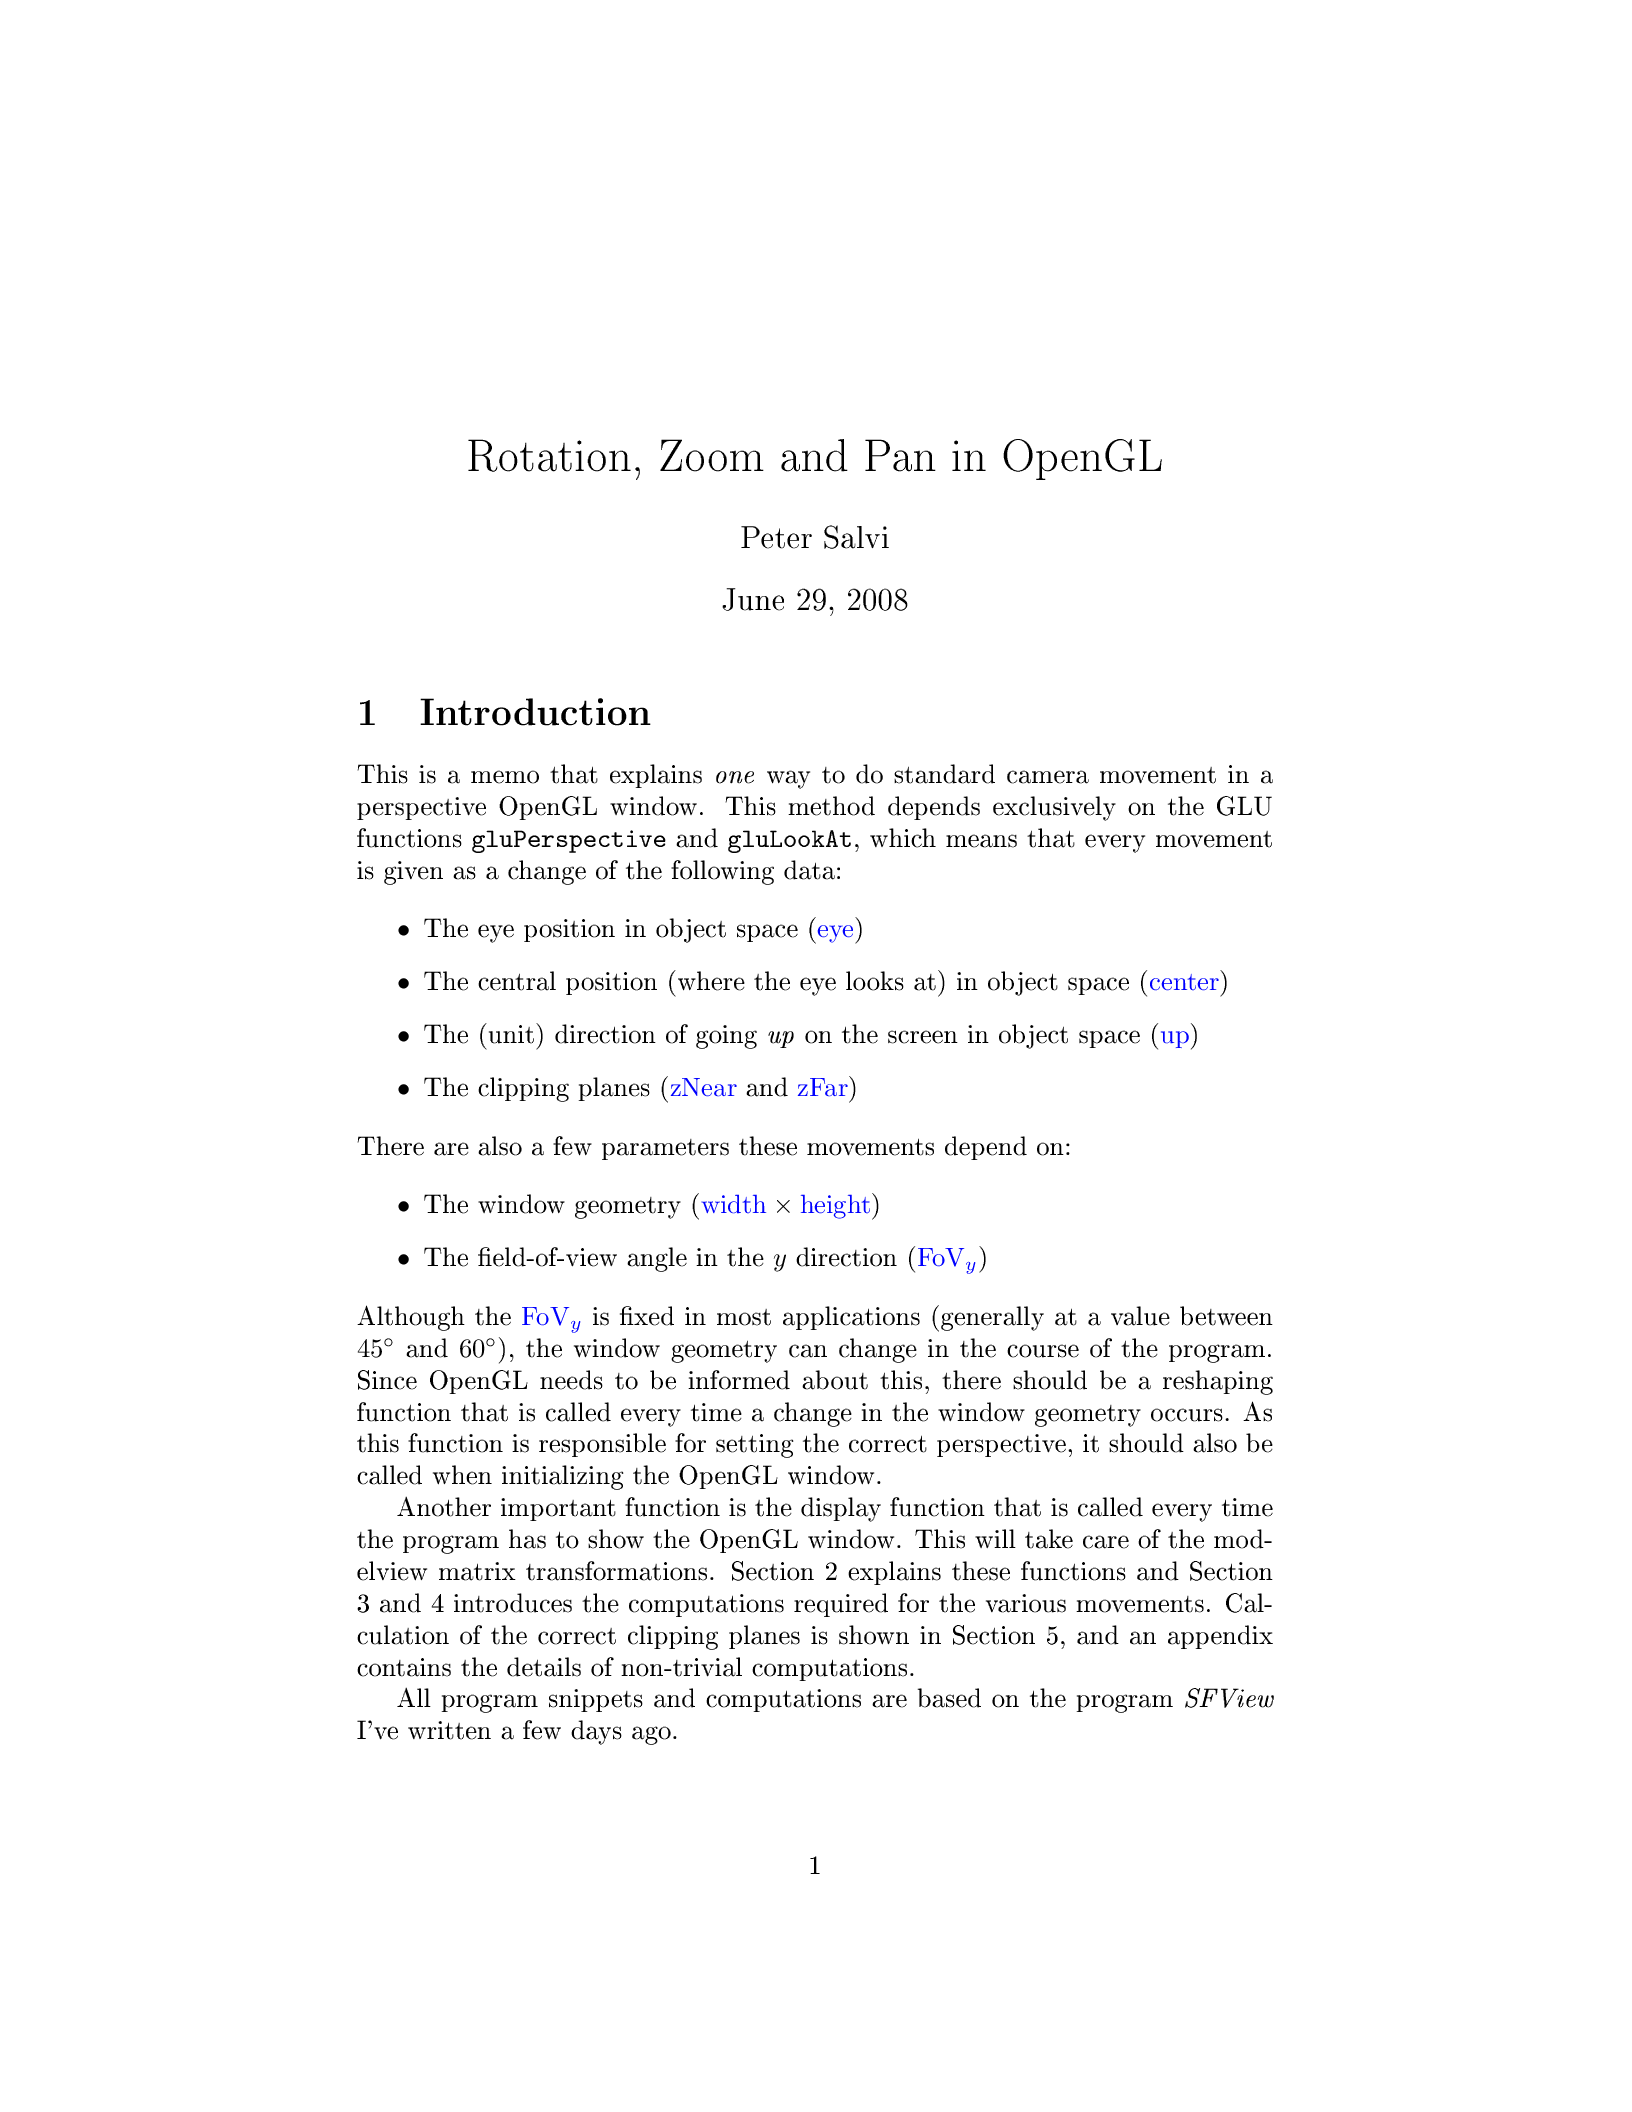 Rotation, Zoom and Pan in OpenGL
Peter Salvi
June 29, 2008
1 Introduction
This is a memo that explains one way to do standard camera movement in a
perspective OpenGL window. This method depends exclusively on the GLU
functions gluPerspective and gluLookAt, which means that every movement
is given as a change of the following data:
• The eye position in object space (eye)
• The central position (where the eye looks at) in object space (center)
• The (unit) direction of going up on the screen in object space (up)
• The clipping planes (zNear and zFar)
There are also a few parameters these movements depend on:
• The window geometry (width × height)
• The field-of-view angle in the y direction (FoVy)
Although the FoVy is fixed in most applications (generally at a value between
45° and 60°), the window geometry can change in the course of the program.
Since OpenGL needs to be informed about this, there should be a reshaping
function that is called every time a change in the window geometry occurs. As
this function is responsible for setting the correct perspective, it should also be
called when initializing the OpenGL window.
Another important function is the display function that is called every time
the program has to show the OpenGL window. This will take care of the mod-
elview matrix transformations. Section 2 explains these functions and Section
3 and 4 introduces the computations required for the various movements. Cal-
culation of the correct clipping planes is shown in Section 5, and an appendix
contains the details of non-trivial computations.
All program snippets and computations are based on the program SFView
I've written a few days ago.
1